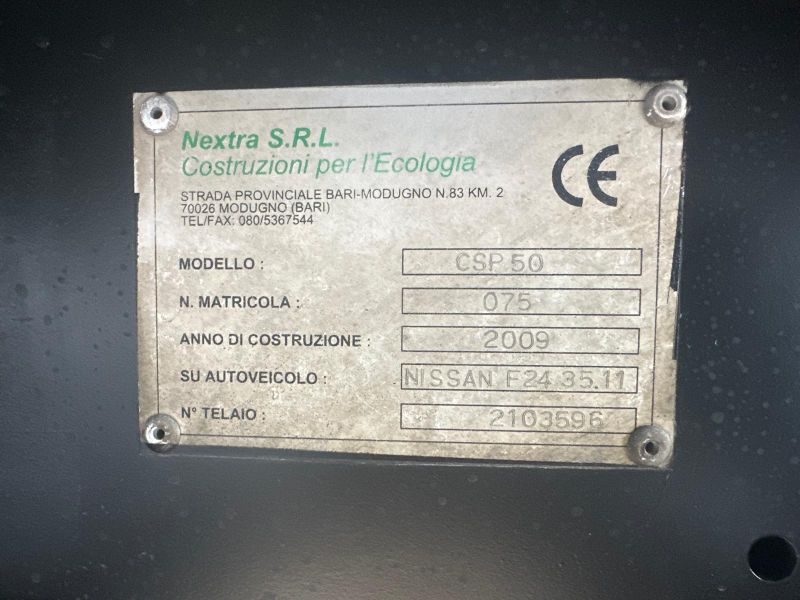 Nextra S.R.L.
Costruzioni per l'Ecologia
CE
STRADA PROVINCIALE BARI-MODUGNO N.83 KM. 2
70026 MODUGNO (BARI)
TEL/FAX: 080/5367544
MODELLO : CSP.50
N. MATRICOLA : 075
ANNO DI COSTRUZIONE : 2009
SU AUTOVEICOLO : NISSAN F24 35.11
N° TELAIO : 2103596